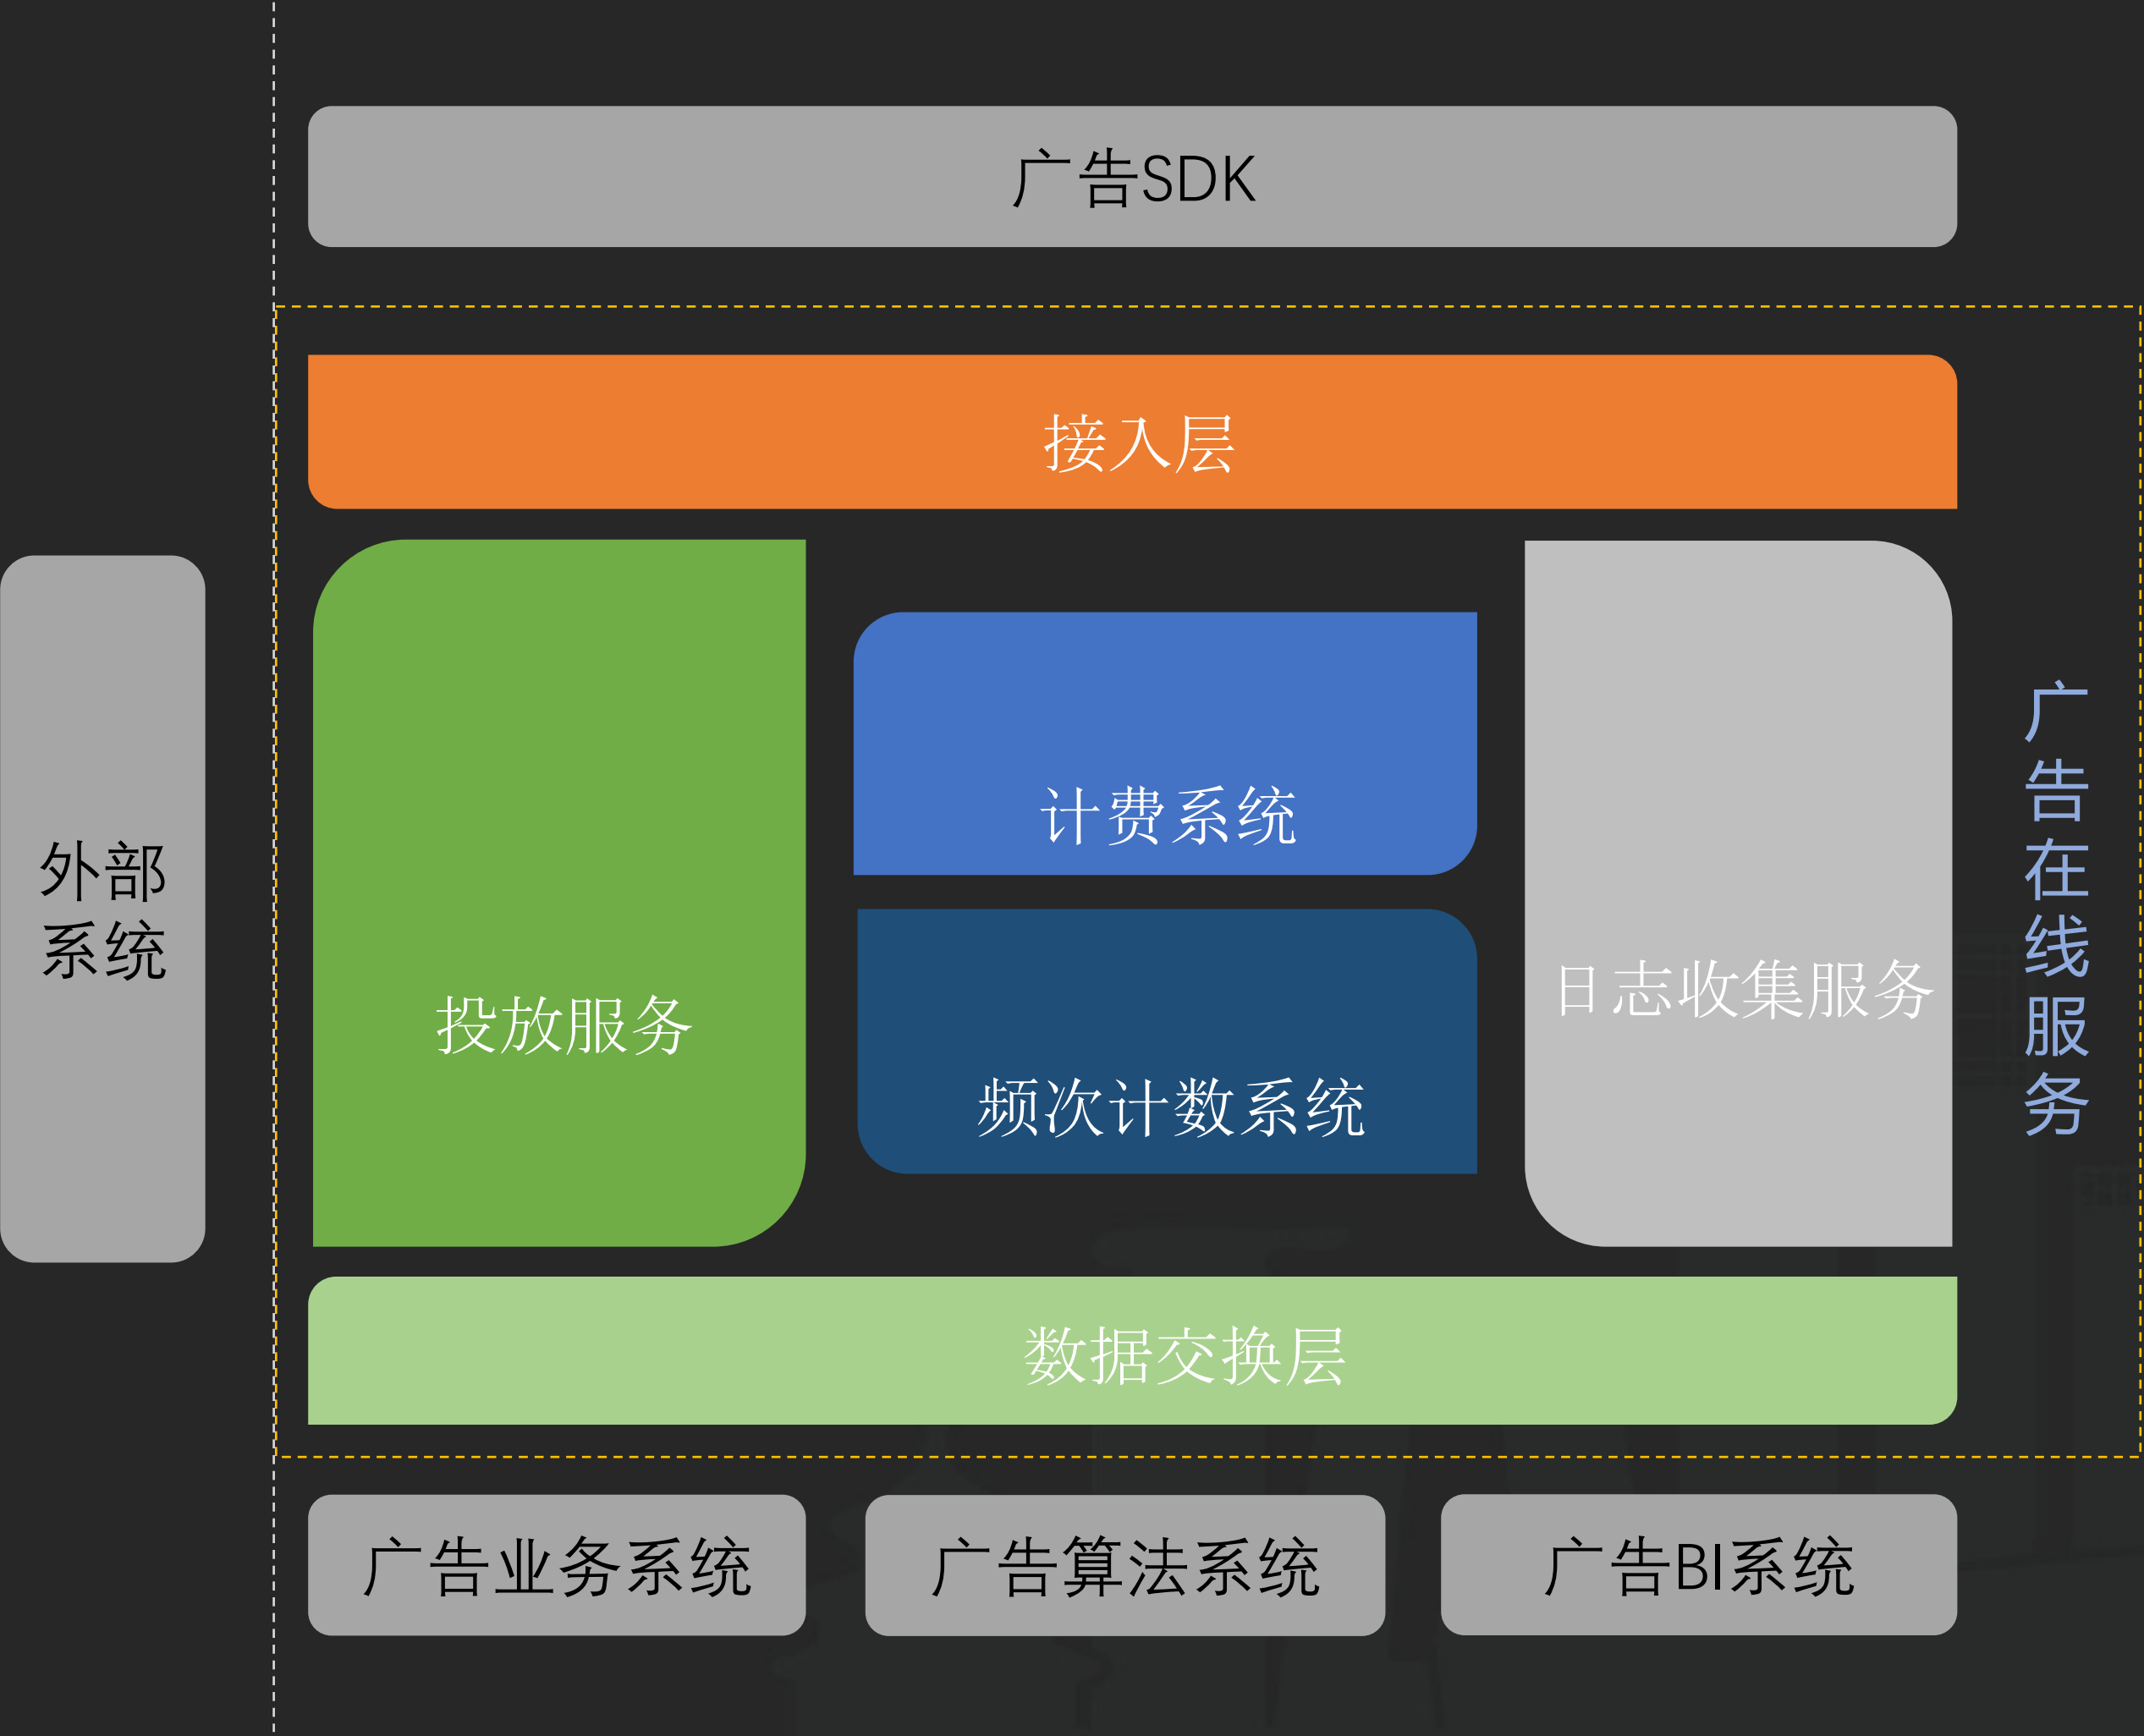 广告SDK
接入层
计费系统
外部
系统
投放服务
频次计数系统
日志收集服务
广告在线服务
数据交换层
广告业务系统
广告算法系统
广告BI系统